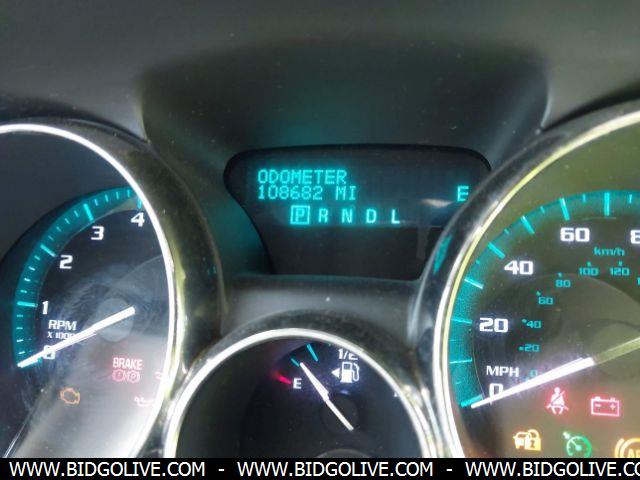 ODOMETER
108682 MI
E
P R N D L
4
3
2
1
0
RPM
X 1000
BRAKE
1/2
E
60
40
20
0
km/h
120
100
80
60
40
20
MPH
WWW.BIDGOLIVE.COM - WWW.BIDGOLIVE.COM - WWW.BIDGOLIVE.COM